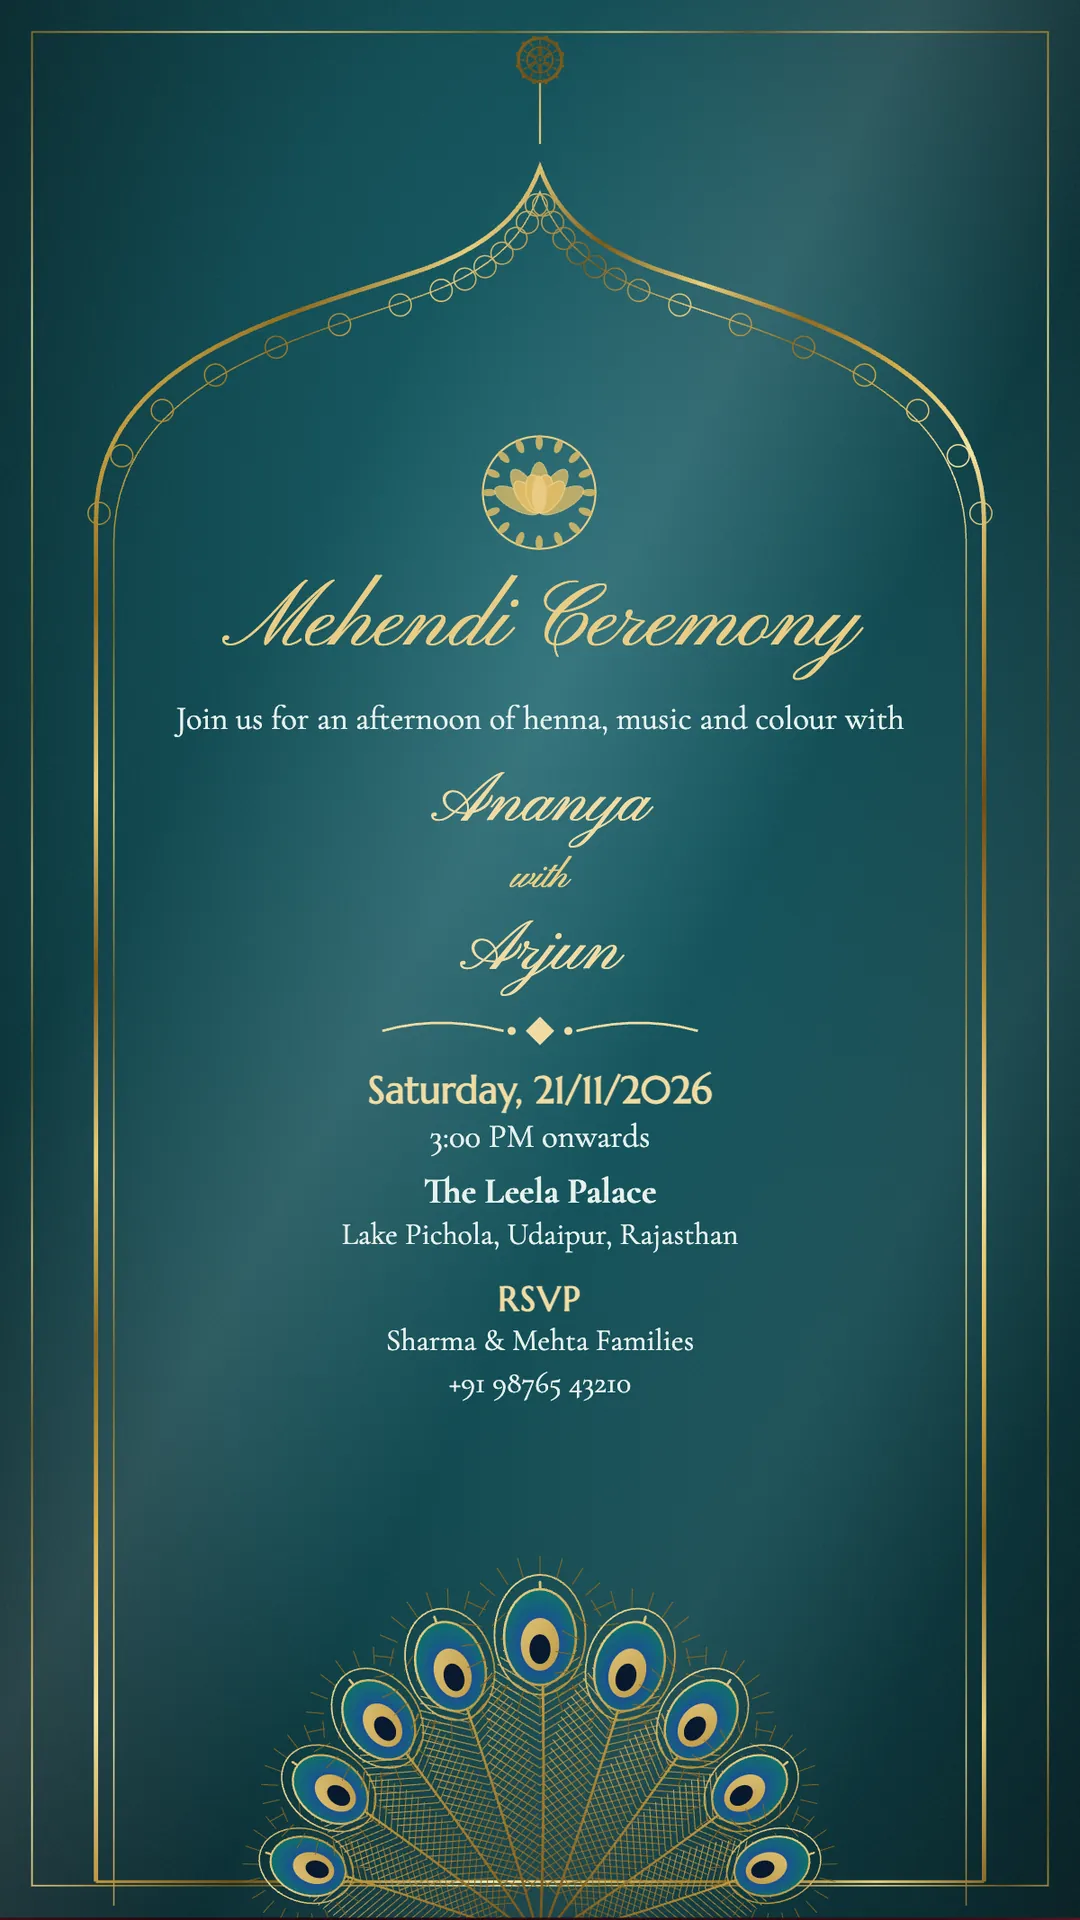 Mehendi Ceremony
Join us for an afternoon of henna, music and colour with
Ananya
with
Arjun
Saturday, 21/11/2026
3:00 PM onwards
The Leela Palace
Lake Pichola, Udaipur, Rajasthan
RSVP
Sharma & Mehta Families
+91 98765 43210